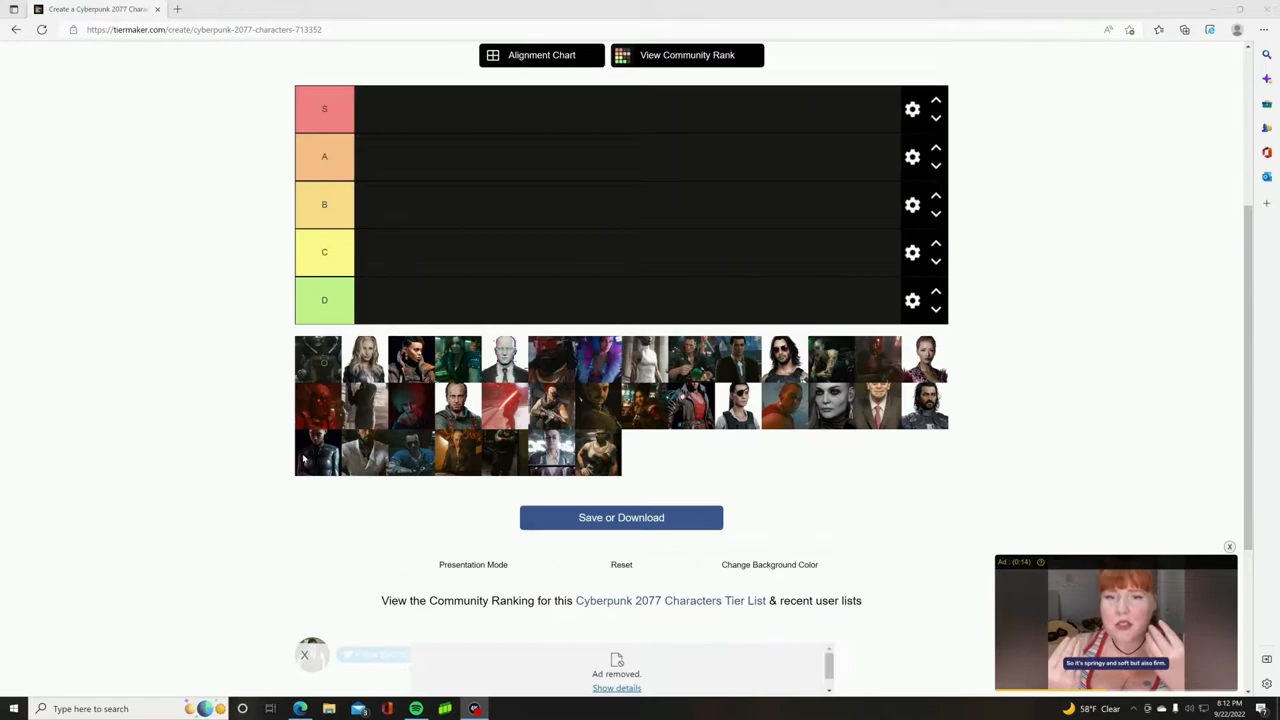 Create a Cyberpunk 2077 Chara
https://tiermaker.com/create/cyberpunk-2077-characters-713352
Alignment Chart
View Community Rank
S
A
B
C
D
Save or Download
Presentation Mode
Reset
Change Background Color
View the Community Ranking for this Cyberpunk 2077 Characters Tier List & recent user lists
X
Ad removed.
Show details
X
Ad : (0:14)
So it's springy and soft but also firm.
Type here to search
58°F Clear
8:12 PM
9/22/2022